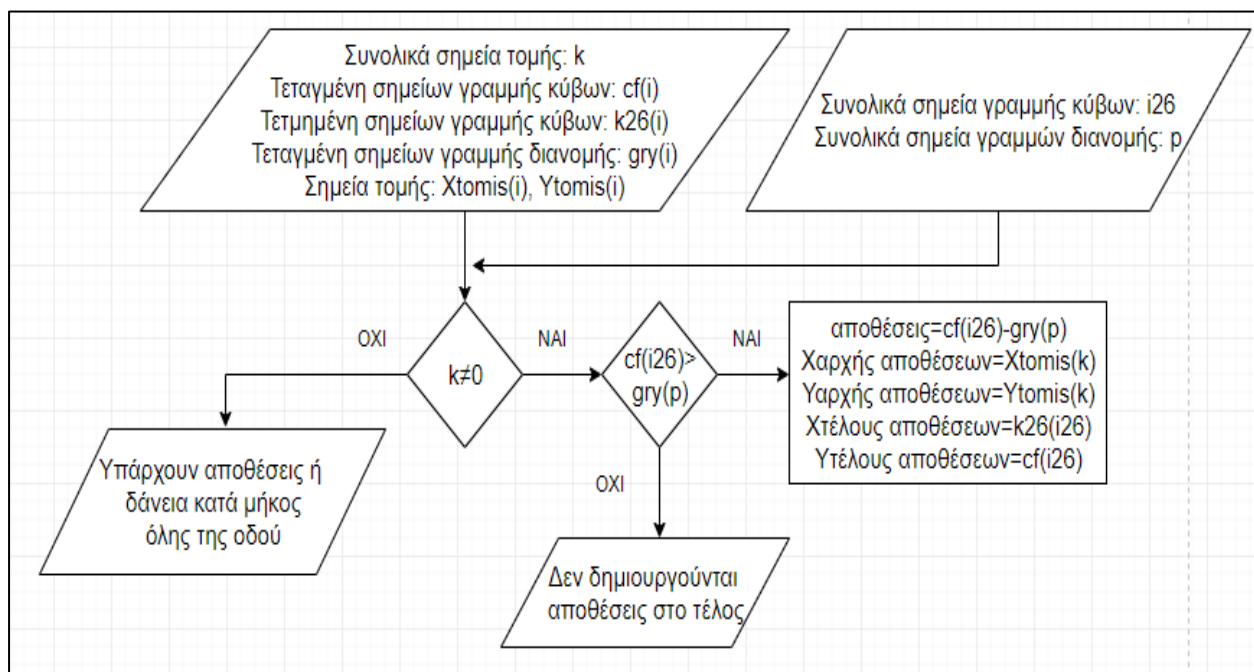 Συνολικά σημεία τομής: k
Τεταγμένη σημείων γραμμής κύβων: cf(i)
Τετμημένη σημείων γραμμής κύβων: k26(i)
Τεταγμένη σημείων γραμμής διανομής: gry(i)
Σημεία τομής: Xtomis(i), Ytomis(i)
Συνολικά σημεία γραμμής κύβων: i26
Συνολικά σημεία γραμμών διανομής: p
ΟΧΙ
k≠0
ΝΑΙ
cf(i26)>
gry(p)
ΝΑΙ
αποθέσεις=cf(i26)-gry(p)
Χαρχής αποθέσεων=Xtomis(k)
Υαρχής αποθέσεων=Ytomis(k)
Χτέλους αποθέσεων=k26(i26)
Υτέλους αποθέσεων=cf(i26)
Υπάρχουν αποθέσεις ή
δάνεια κατά μήκος
όλης της οδού
ΟΧΙ
Δεν δημιουργούνται
αποθέσεις στο τέλος